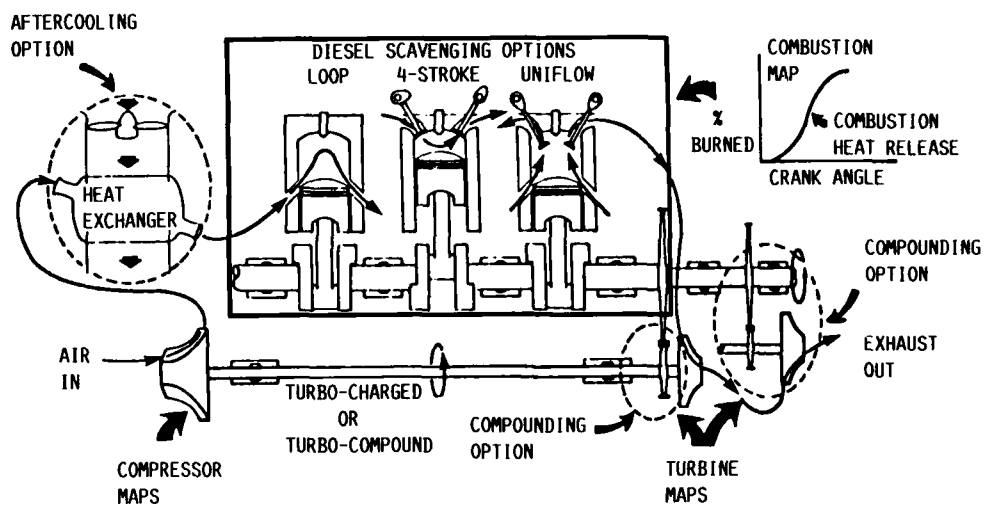 AFTERCOOLING
OPTION
DIESEL SCAVENGING OPTIONS
LOOP 4-STROKE UNIFLOW
COMBUSTION
MAP
%
BURNED
COMBUSTION
HEAT RELEASE
CRANK ANGLE
HEAT
EXCHANGER
COMPOUNDING
OPTION
AIR
IN
EXHAUST
OUT
TURBO-CHARGED
OR
TURBO-COMPOUND
COMPOUNDING
OPTION
COMPRESSOR
MAPS
TURBINE
MAPS